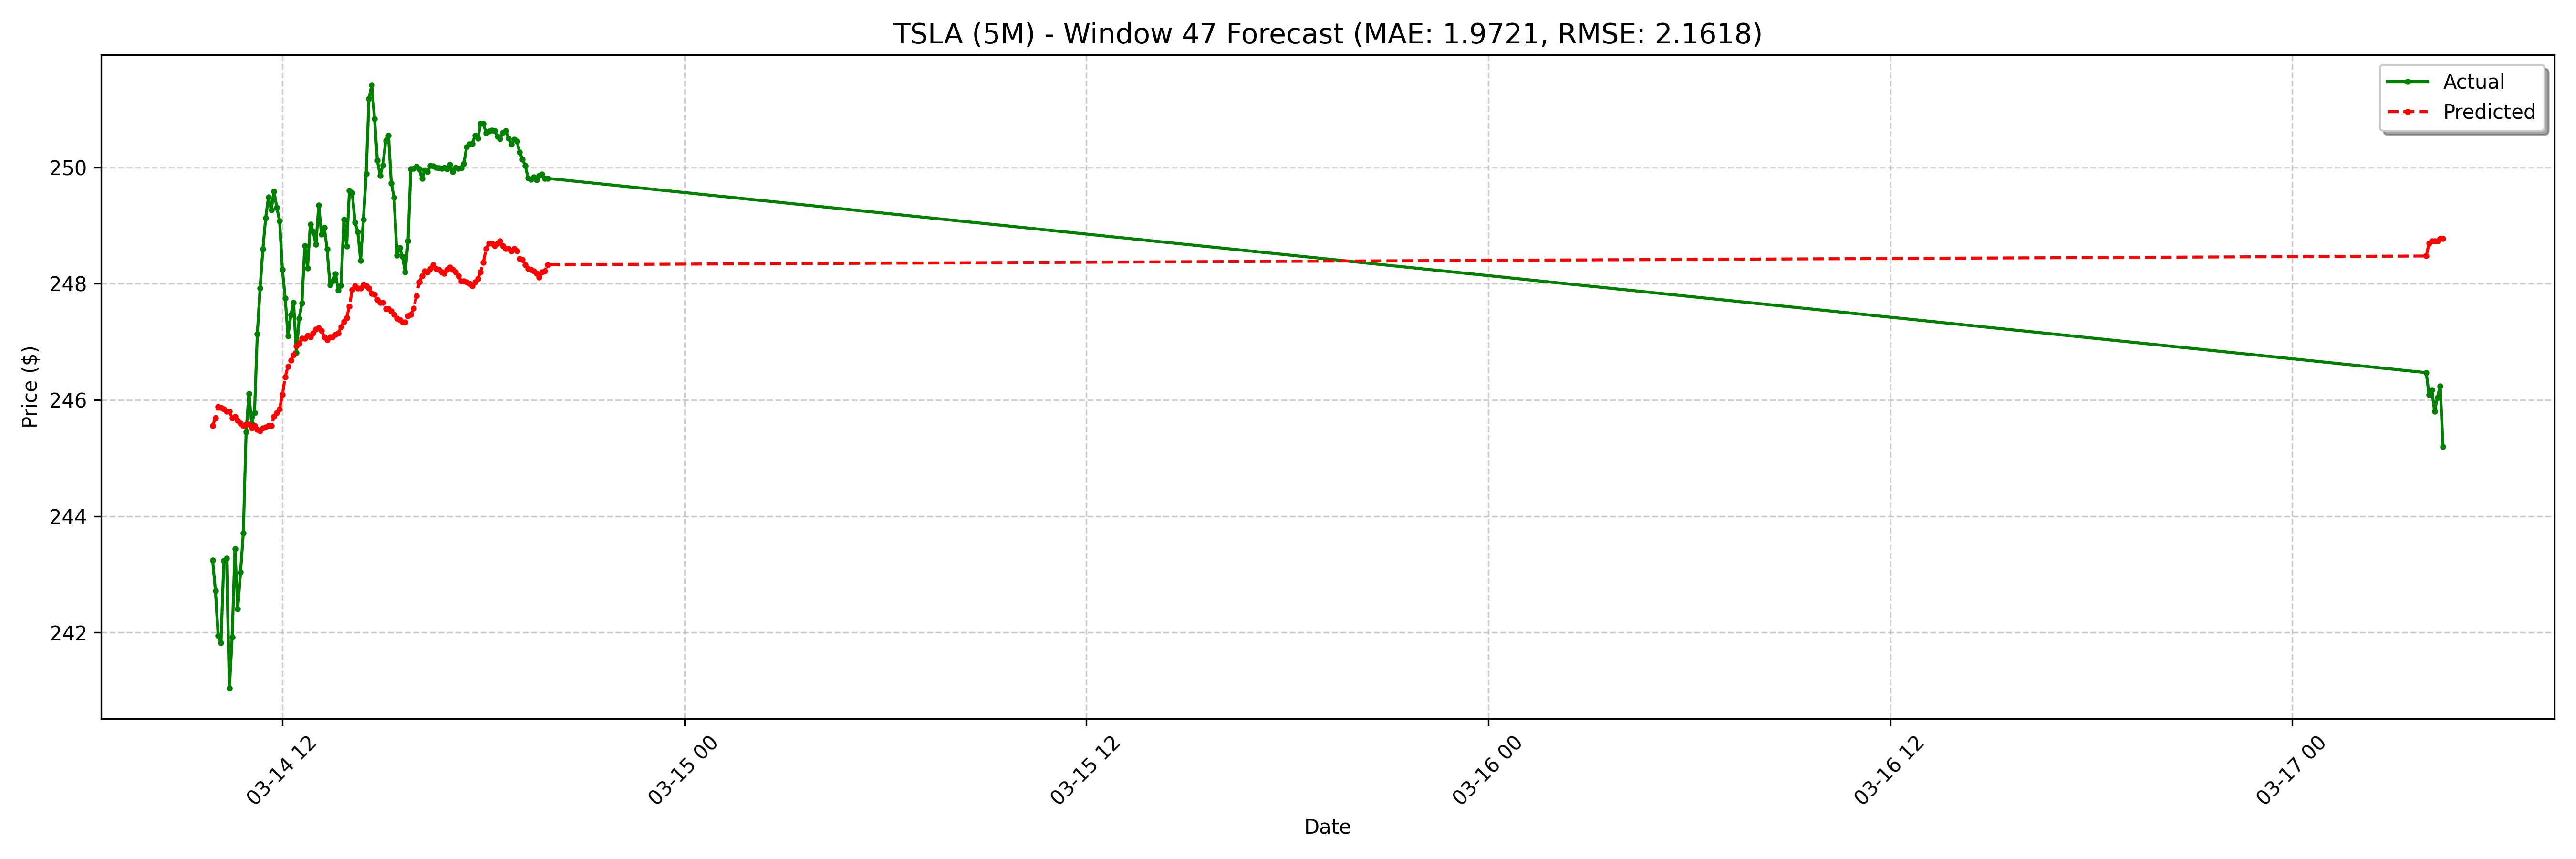 TSLA (5M) - Window 47 Forecast (MAE: 1.9721, RMSE: 2.1618)
Actual
Predicted
Price ($)
250
248
246
244
242
03-14 12
03-15 00
03-15 12
03-16 00
03-16 12
03-17 00
Date